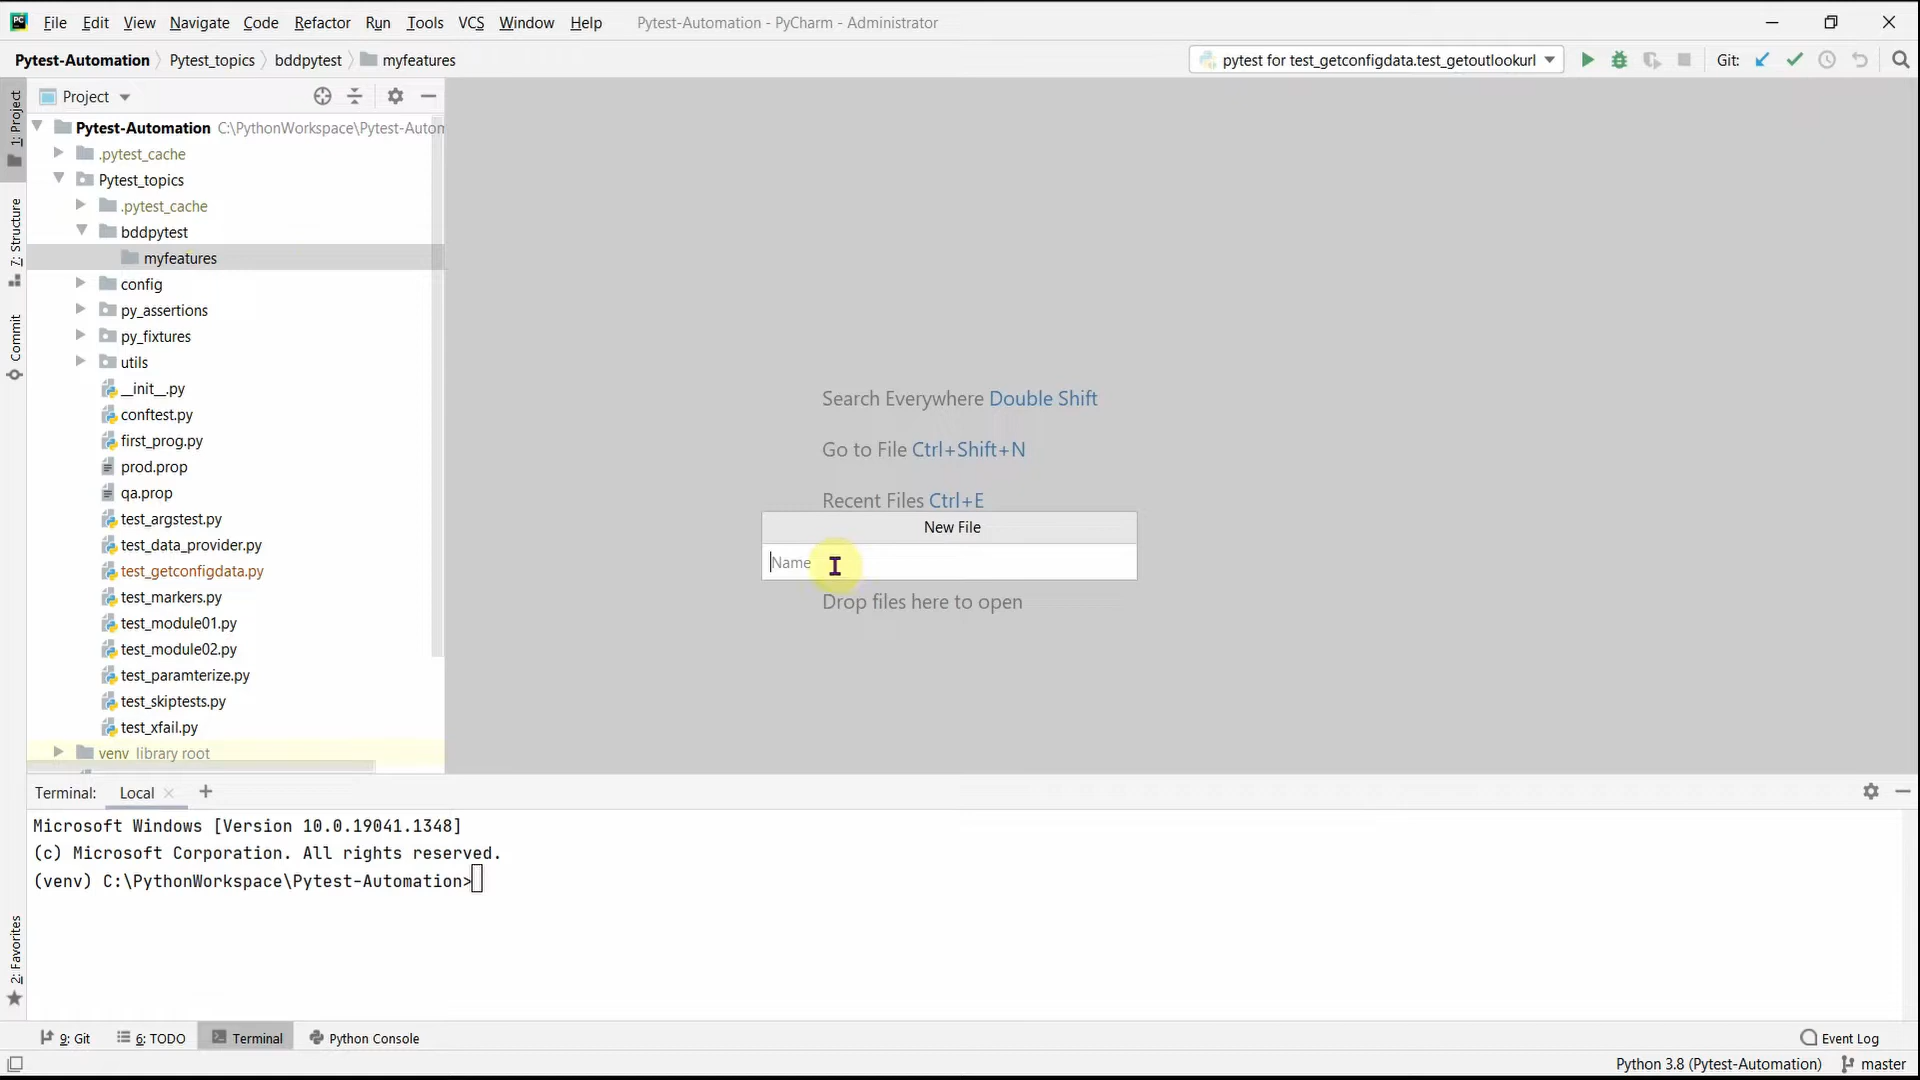 PC File Edit View Navigate Code Refactor Run Tools VCS Window Help Pytest-Automation - PyCharm - Administrator
Pytest-Automation Pytest_topics bddpytest myfeatures pytest for test_getconfigdata.test_getoutlookurl Git:
1: Project
7: Structure
Commit
2: Favorites
Project
Pytest-Automation C:\PythonWorkspace\Pytest-Autom
.pytest_cache
Pytest_topics
.pytest_cache
bddpytest
myfeatures
config
py_assertions
py_fixtures
utils
__init__.py
conftest.py
first_prog.py
prod.prop
qa.prop
test_argstest.py
test_data_provider.py
test_getconfigdata.py
test_markers.py
test_module01.py
test_module02.py
test_paramterize.py
test_skiptests.py
test_xfail.py
venv library root
Search Everywhere Double Shift
Go to File Ctrl+Shift+N
Recent Files Ctrl+E
New File
Name
Drop files here to open
Terminal: Local
Microsoft Windows [Version 10.0.19041.1348]
(c) Microsoft Corporation. All rights reserved.
(venv) C:\PythonWorkspace\Pytest-Automation>
9: Git 6: TODO Terminal Python Console Event Log
Python 3.8 (Pytest-Automation) master